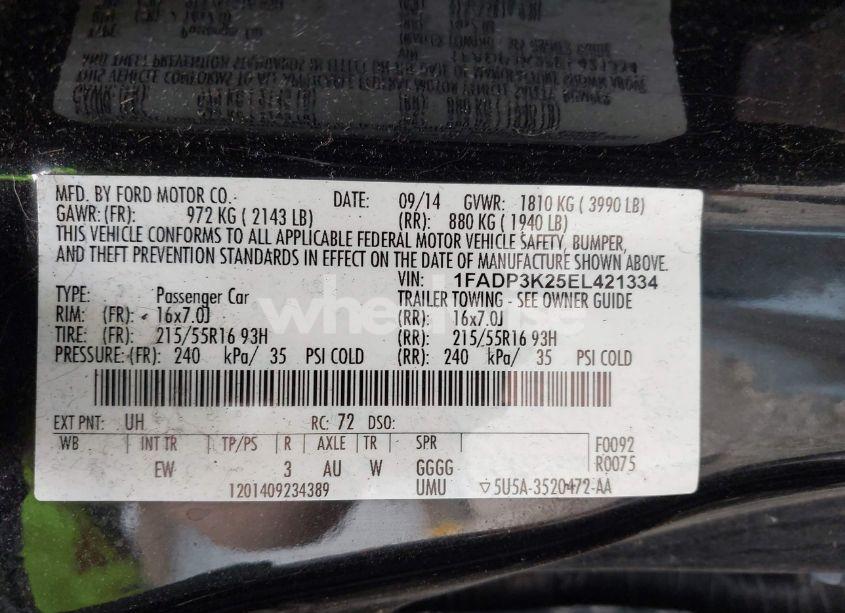 MFD. BY FORD MOTOR CO. DATE: 09/14 GVWR: 1810 KG ( 3990 LB)
GAWR: (FR): 972 KG ( 2143 LB) (RR): 880 KG ( 1940 LB)
THIS VEHICLE CONFORMS TO ALL APPLICABLE FEDERAL MOTOR VEHICLE SAFETY, BUMPER,
AND THEFT PREVENTION STANDARDS IN EFFECT ON THE DATE OF MANUFACTURE SHOWN ABOVE.
VIN: 1FADP3K25EL421334
TYPE: Passenger Car TRAILER TOWING - SEE OWNER GUIDE
RIM: (FR): 16x7.0J (RR): 16x7.0J
TIRE: (FR): 215/55R16 93H (RR): 215/55R16 93H
PRESSURE: (FR): 240 kPa/ 35 PSI COLD (RR): 240 kPa/ 35 PSI COLD
EXT PNT: UH RC: 72 DSO:
WB INT TR TP/PS R AXLE TR SPR F0092
EW 3 AU W GGGG R0075
1201409234389 UMU ▽5U5A-3520472-AA